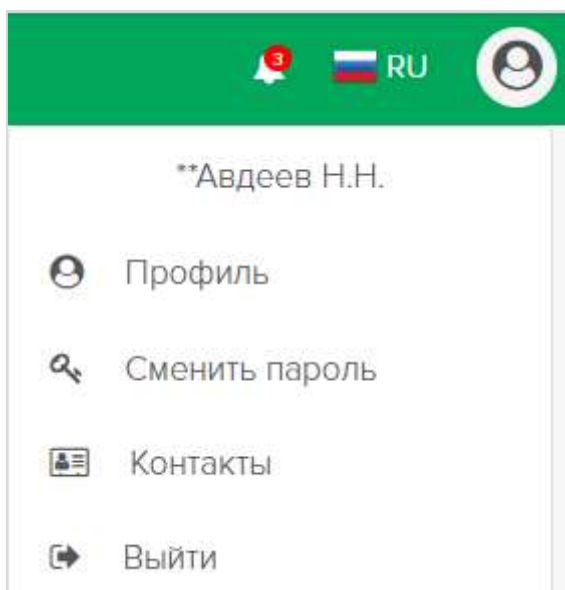 3 RU
**Авдеев Н.Н.
Профиль
Сменить пароль
Контакты
Выйти